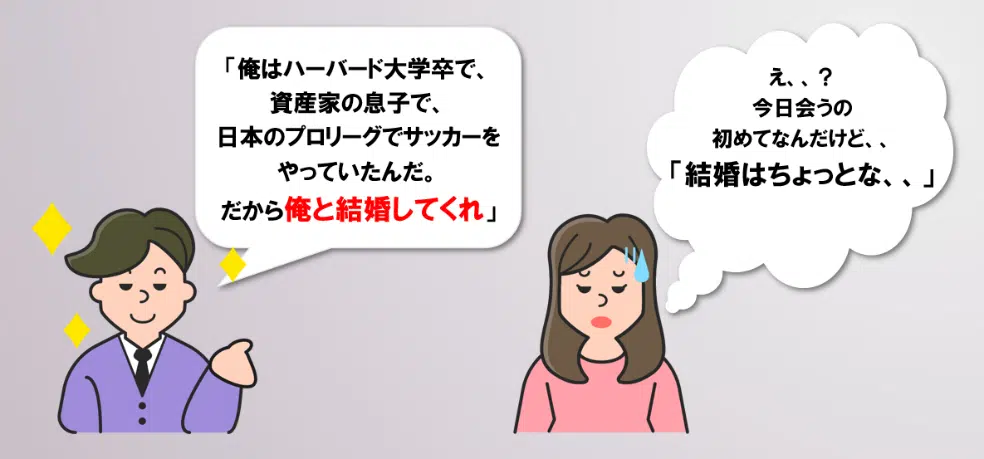 「俺はハーバード大学卒で、
資産家の息子で、
日本のプロリーグでサッカーを
やっていたんだ。
だから俺と結婚してくれ」
え、、？
今日会うの
初めてなんだけど、、
「結婚はちょっとな、、」